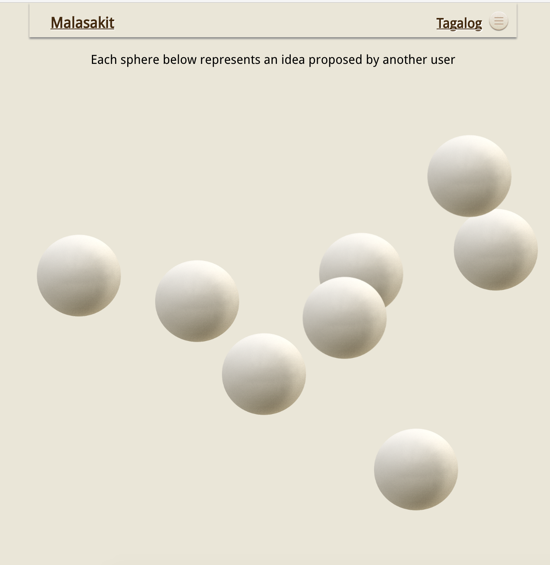 Malasakit
Tagalog
Each sphere below represents an idea proposed by another user